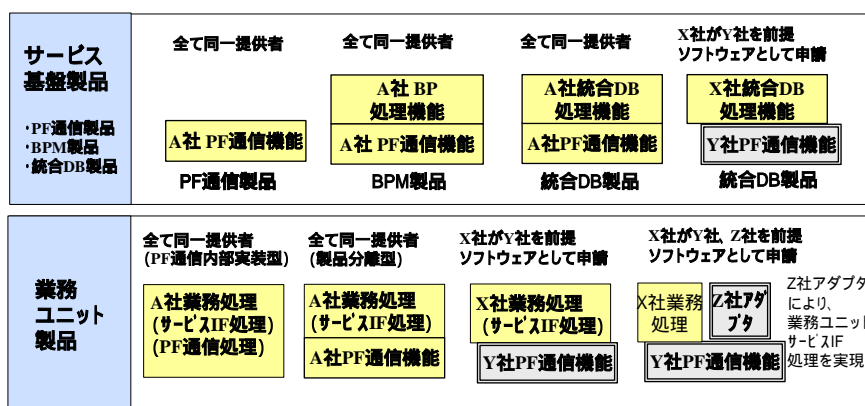 サービス
基盤製品
・PF通信製品
・BPM製品
・統合DB製品
全て同一提供者
A社 PF通信機能
PF通信製品
全て同一提供者
A社 BP
処理機能
A社 PF通信機能
BPM製品
全て同一提供者
A社統合DB
処理機能
A社PF通信機能
統合DB製品
X社がY社を前提
ソフトウェアとして申請
X社統合DB
処理機能
Y社PF通信機能
統合DB製品
業務
ユニット
製品
全て同一提供者
(PF通信内部実装型)
A社業務処理
(サービスIF処理)
(PF通信処理)
全て同一提供者
(製品分離型)
A社業務処理
(サービスIF処理)
A社PF通信機能
X社がY社を前提
ソフトウェアとして申請
X社業務処理
(サービスIF処理)
Y社PF通信機能
X社がY社、Z社を前提
ソフトウェアとして申請
X社業務
処理
Z社アダ
プタ
Y社PF通信機能
Z社アダプタ
により、
業務ユニット
サービスIF
処理を実現